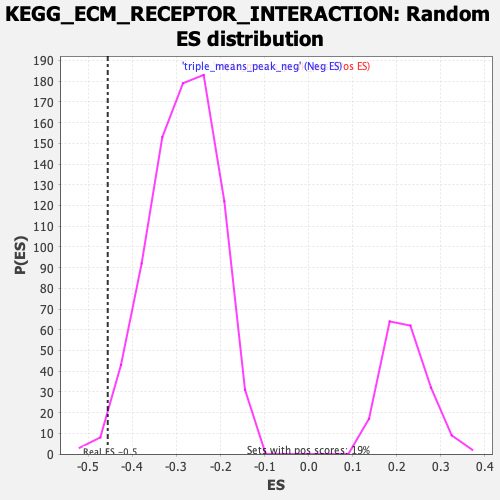 KEGG_ECM_RECEPTOR_INTERACTION: Random
ES distribution
'triple_means_peak_neg' (Neg ES) os ES)
190
180
170
160
150
140
130
120
110
100
90
80
70
60
50
40
30
20
10
0
P(ES)
Real ES -0.5
Sets with pos scores: 19%
-0.5 -0.4 -0.3 -0.2 -0.1 0.0 0.1 0.2 0.3 0.4
ES